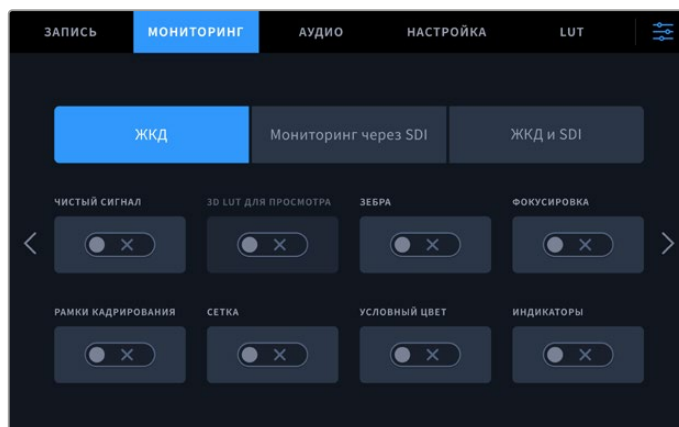 ЗАПИСЬ МОНИТОРИНГ АУДИО НАСТРОЙКА LUT
ЖКД Мониторинг через SDI ЖКД и SDI
ЧИСТЫЙ СИГНАЛ 3D LUT ДЛЯ ПРОСМОТРА ЗЕБРА ФОКУСИРОВКА
РАМКИ КАДРИРОВАНИЯ СЕТКА УСЛОВНЫЙ ЦВЕТ ИНДИКАТОРЫ